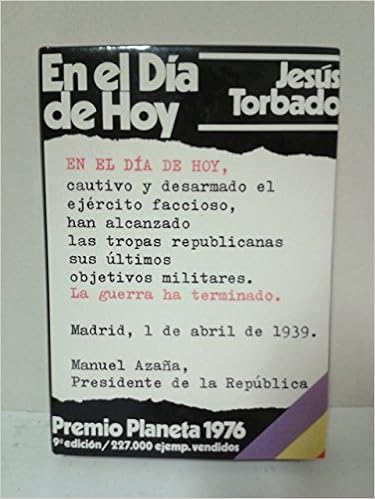 En el Día
de Hoy
Jesús
Torbado
EN EL DÍA DE HOY,
cautivo y desarmado el
ejército faccioso,
han alcanzado
las tropas republicanas
sus últimos
objetivos militares.
La guerra ha terminado.
Madrid, 1 de abril de 1939.
Manuel Azaña,
Presidente de la República
Premio Planeta 1976
9ª edición/227.000 ejemp. vendidos